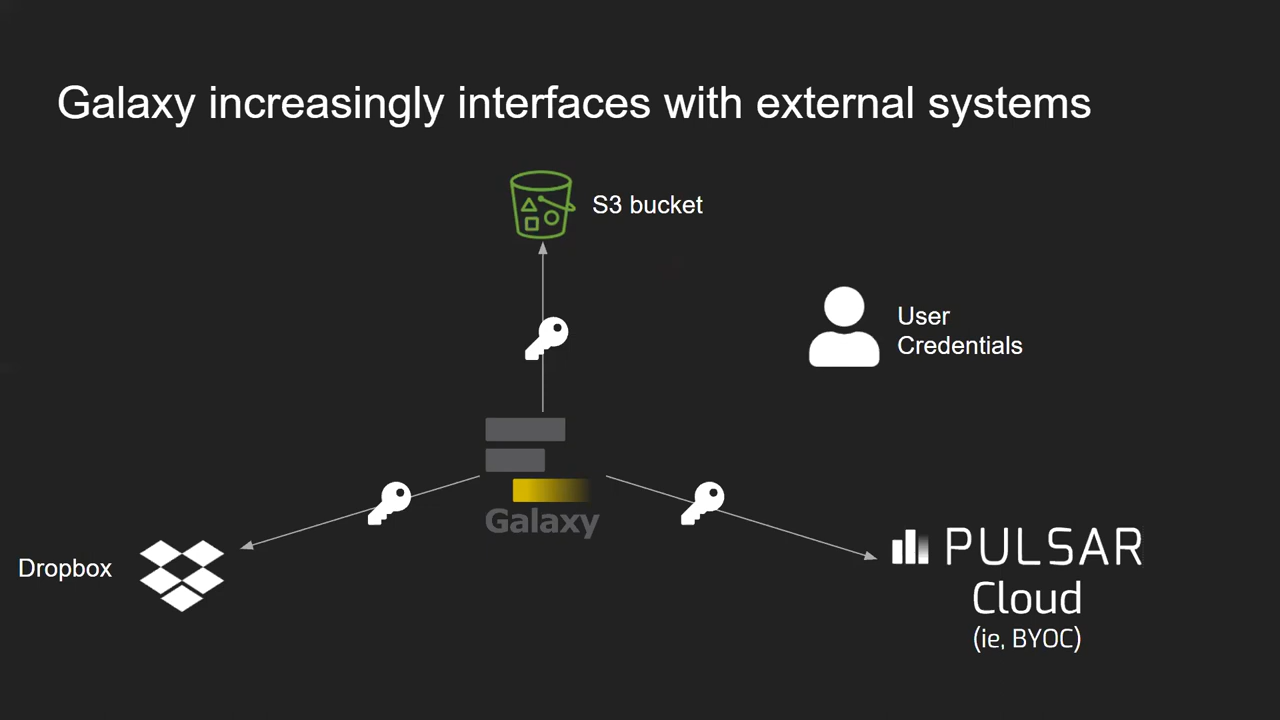 Galaxy increasingly interfaces with external systems
S3 bucket
User
Credentials
Galaxy
Dropbox
PULSAR
Cloud
(ie, BYOC)